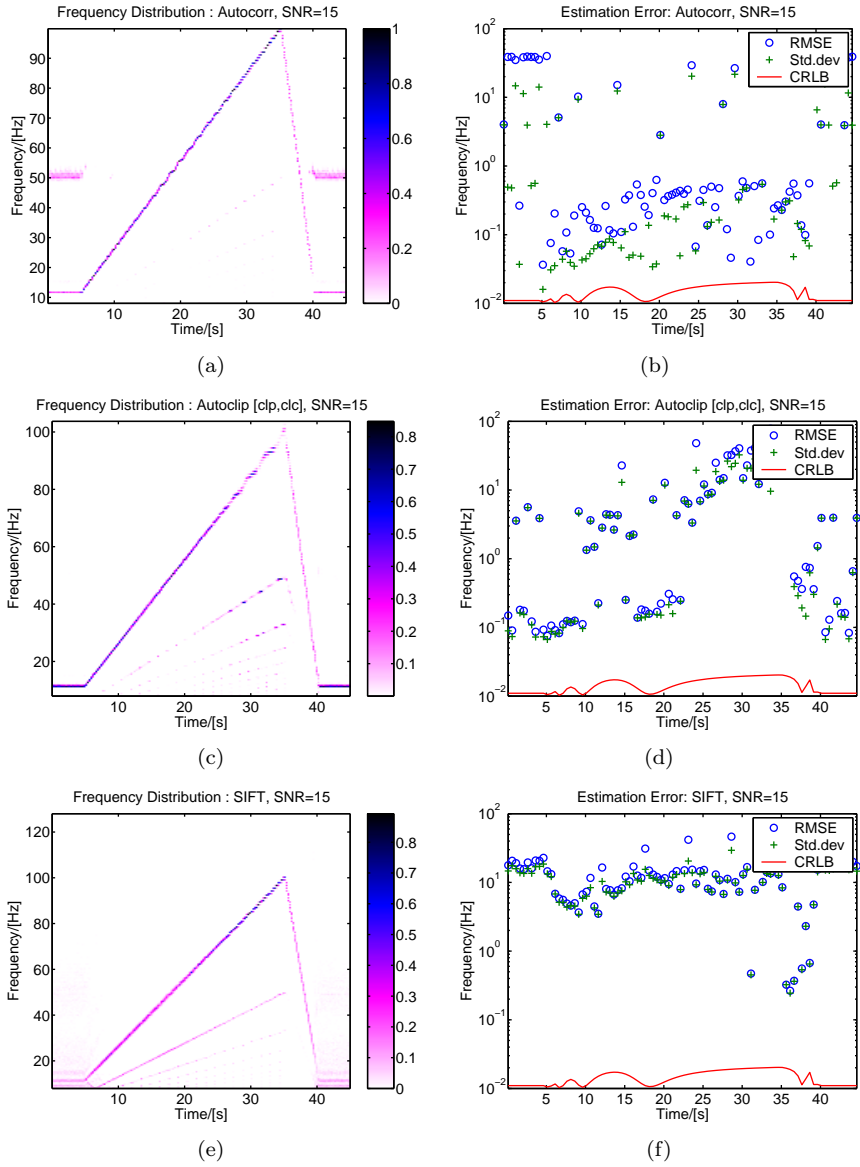 Frequency Distribution : Autocorr, SNR=15
100
90
80
70
60
50
40
30
20
10
Frequency/[Hz]
10 20 30 40
Time/[s]
1
0.8
0.6
0.4
0.2
0
(a)
Estimation Error: Autocorr, SNR=15
10^2
10^1
10^0
10^-1
10^-2
Frequency/[Hz]
5 10 15 20 25 30 35 40
Time/[s]
RMSE
Std.dev
CRLB
(b)
Frequency Distribution : Autoclip [clp,clc], SNR=15
100
80
60
40
20
Frequency/[Hz]
10 20 30 40
Time/[s]
0.8
0.7
0.6
0.5
0.4
0.3
0.2
0.1
(c)
Estimation Error: Autoclip [clp,clc], SNR=15
10^2
10^1
10^0
10^-1
10^-2
Frequency/[Hz]
5 10 15 20 25 30 35 40
Time/[s]
RMSE
Std.dev
CRLB
(d)
Frequency Distribution : SIFT, SNR=15
120
100
80
60
40
20
Frequency/[Hz]
10 20 30 40
Time/[s]
0.8
0.7
0.6
0.5
0.4
0.3
0.2
0.1
0
(e)
Estimation Error: SIFT, SNR=15
10^2
10^1
10^0
10^-1
10^-2
Frequency/[Hz]
5 10 15 20 25 30 35 40
Time/[s]
RMSE
Std.dev
CRLB
(f)